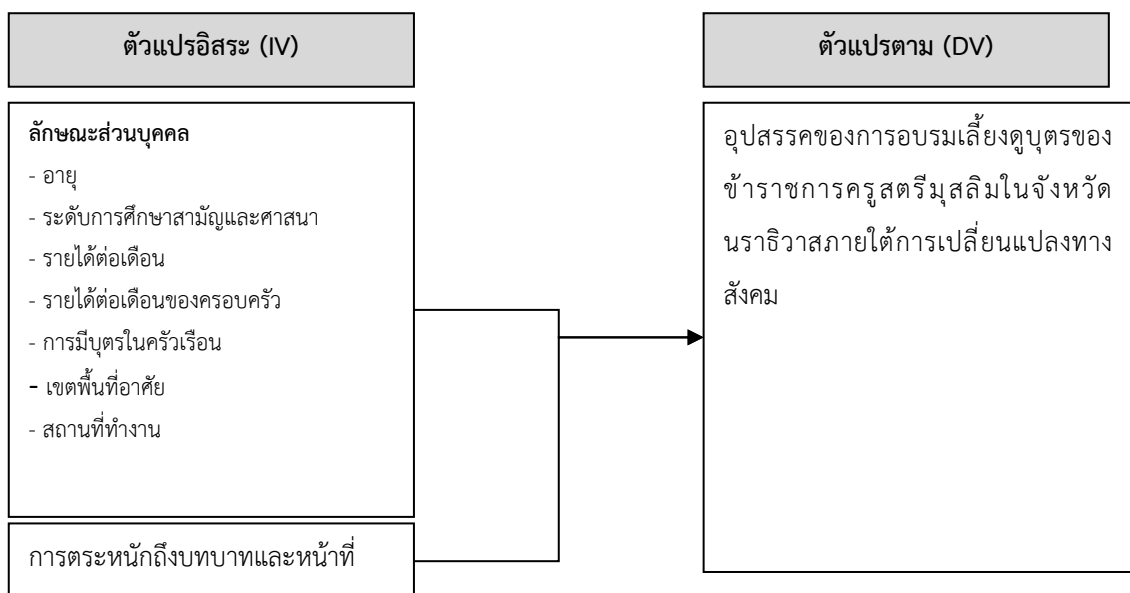 ตัวแปรอิสระ (IV)
ลักษณะส่วนบุคคล
- อายุ
- ระดับการศึกษาสามัญและศาสนา
- รายได้ต่อเดือน
- รายได้ต่อเดือนของครอบครัว
- การมีบุตรในครัวเรือน
- เขตพื้นที่อาศัย
- สถานที่ทำงาน
การตระหนักถึงบทบาทและหน้าที่
ตัวแปรตาม (DV)
อุปสรรคของการอบรมเลี้ยงดูบุตรของ
ข้าราชการครูสตรีมุสลิมในจังหวัด
นราธิวาสภายใต้การเปลี่ยนแปลงทาง
สังคม